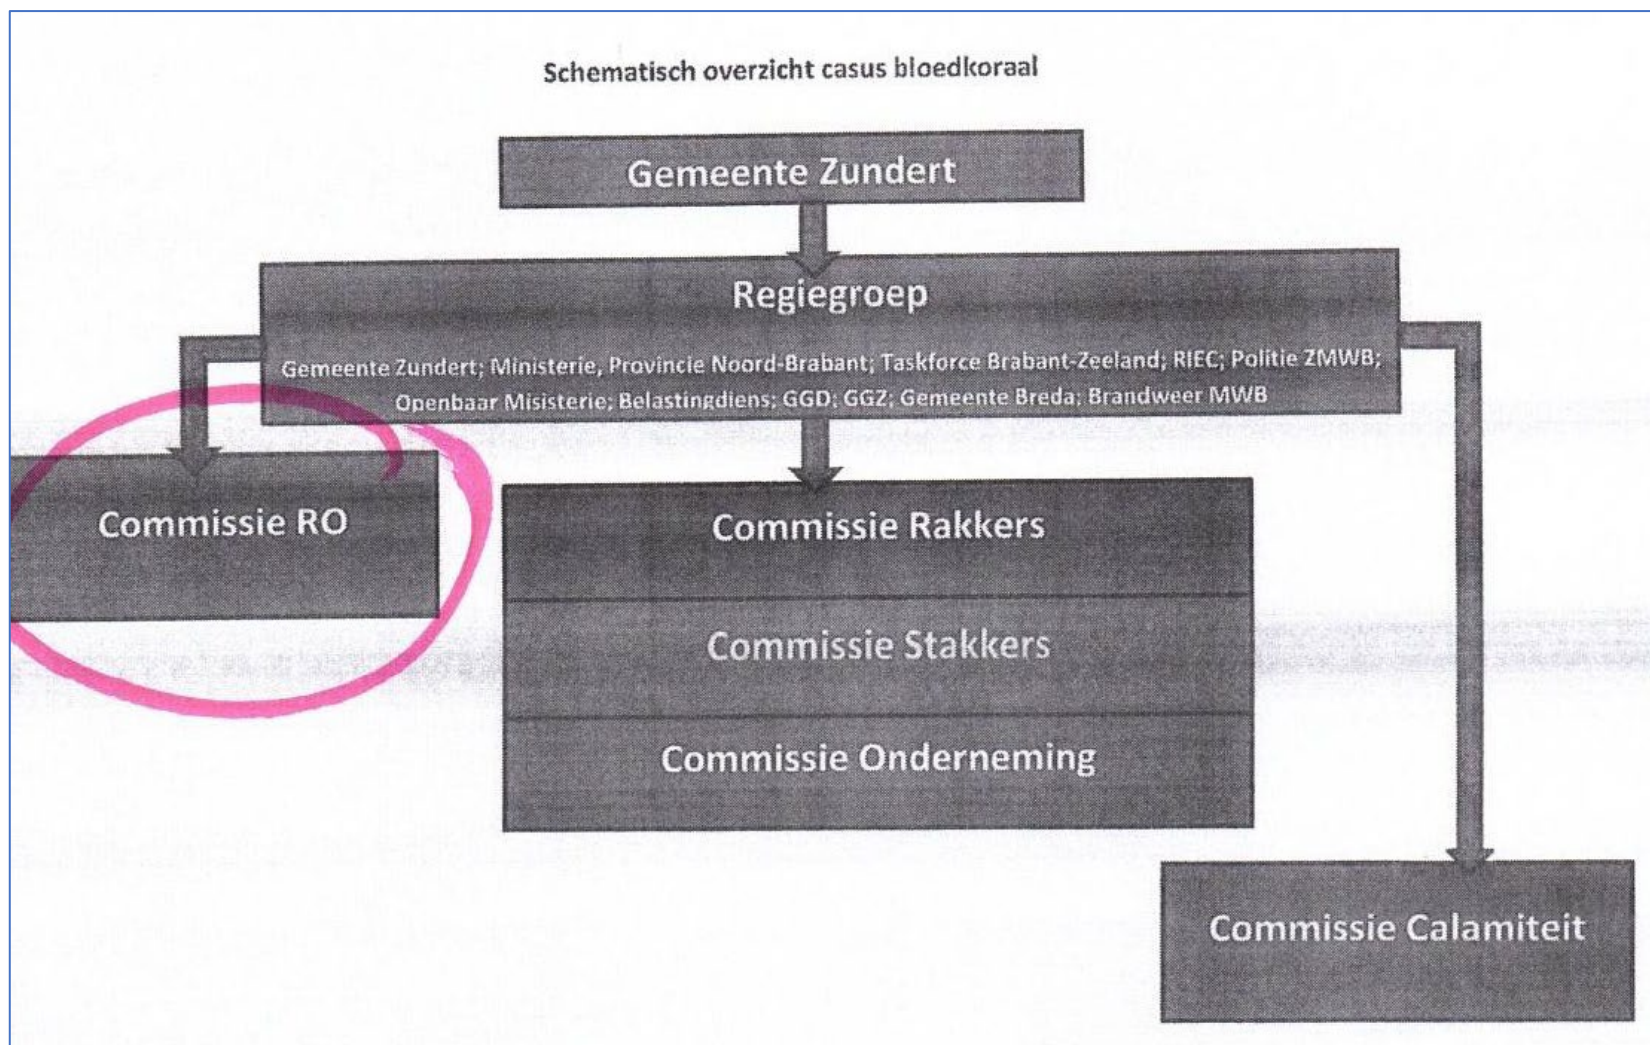 Schematisch overzicht casus bloedkoraal
Gemeente Zundert
Regiegroep
Gemeente Zundert; Ministerie, Provincie Noord-Brabant; Taskforce Brabant-Zeeland; RIEC; Politie ZMWB;
Openbaar Misisterie; Belastingdiens; GGD; GGZ; Gemeente Breda; Brandweer MWB
Commissie RO
Commissie Rakkers
Commissie Stakkers
Commissie Onderneming
Commissie Calamiteit